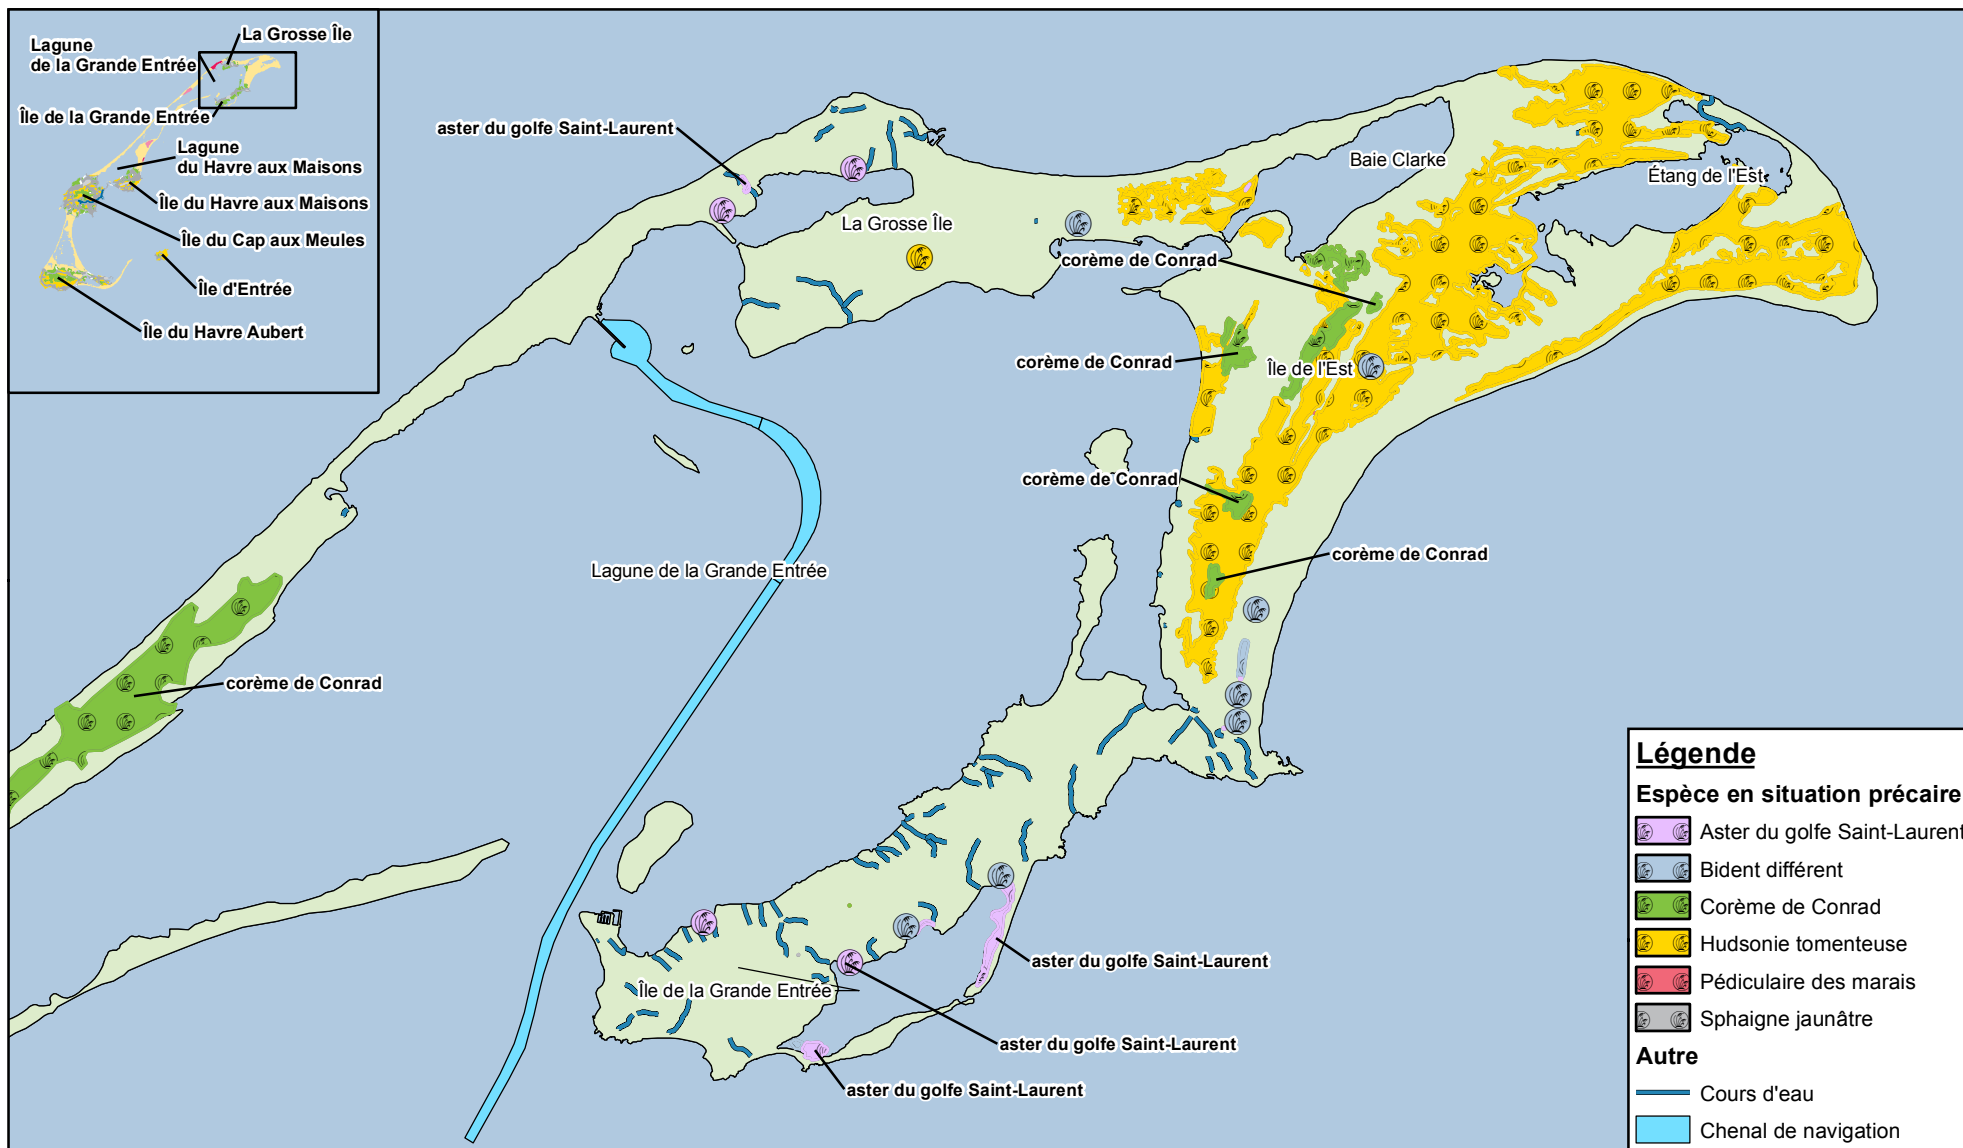 La Grosse Île
Lagune
de la Grande Entrée
Île de la Grande Entrée
Lagune
du Havre aux Maisons
Île du Havre aux Maisons
Île du Cap aux Meules
Île d'Entrée
Île du Havre Aubert
aster du golfe Saint-Laurent
Baie Clarke
Étang de l'Est
La Grosse Île
corème de Conrad
corème de Conrad
Île de l'Est
corème de Conrad
corème de Conrad
Lagune de la Grande Entrée
corème de Conrad
aster du golfe Saint-Laurent
Île de la Grande Entrée
aster du golfe Saint-Laurent
aster du golfe Saint-Laurent
Légende
Espèce en situation précaire
Aster du golfe Saint-Laurent
Bident différent
Corème de Conrad
Hudsonie tomenteuse
Pédiculaire des marais
Sphaigne jaunâtre
Autre
Cours d'eau
Chenal de navigation